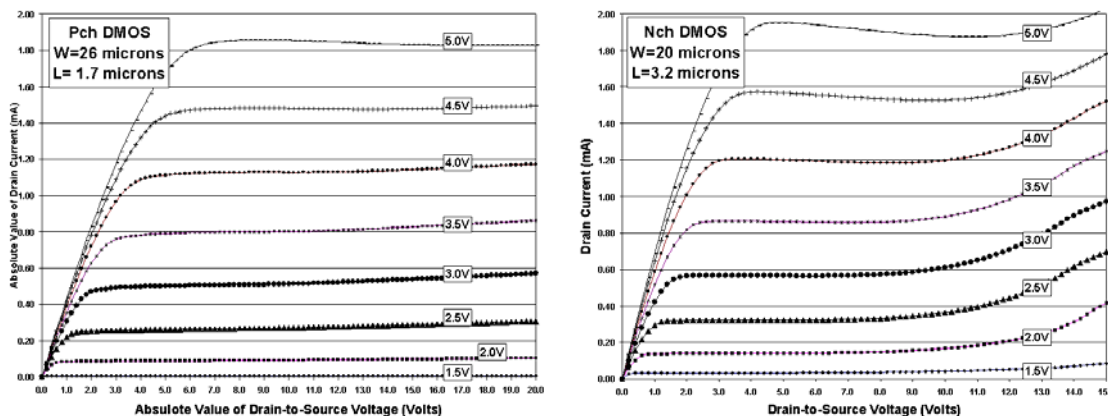 Pch DMOS
W=26 microns
L= 1.7 microns
Absolute Value of Drain Current (mA)
2.00
1.80
1.60
1.40
1.20
1.00
0.80
0.60
0.40
0.20
0.00
5.0V
4.5V
4.0V
3.5V
3.0V
2.5V
2.0V
1.5V
0.0 1.0 2.0 3.0 4.0 5.0 6.0 7.0 8.0 9.0 10.0 11.0 12.0 13.0 14.0 15.0 16.0 17.0 18.0 19.0 20.0
Absolute Value of Drain-to-Source Voltage (Volts)
Nch DMOS
W=20 microns
L=3.2 microns
Drain Current (mA)
2.00
1.80
1.60
1.40
1.20
1.00
0.80
0.60
0.40
0.20
0.00
5.0V
4.5V
4.0V
3.5V
3.0V
2.5V
2.0V
1.5V
0.0 1.0 2.0 3.0 4.0 5.0 6.0 7.0 8.0 9.0 10.0 11.0 12.0 13.0 14.0 15.
Drain-to-Source Voltage (Volts)